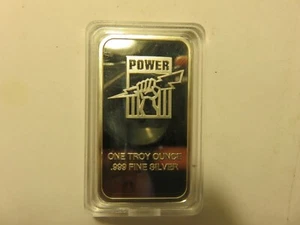 POWER
ONE TROY OUNCE
.999 FINE SILVER